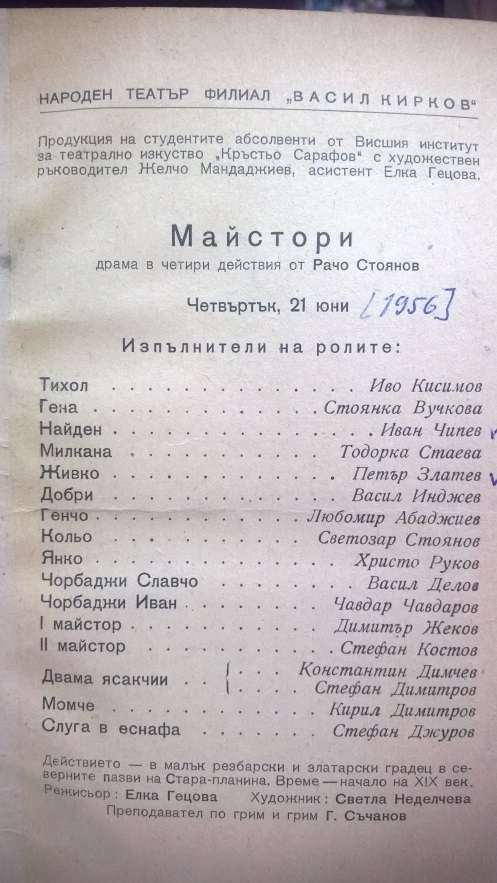 НАРОДЕН ТЕАТЪР ФИЛИАЛ „ВАСИЛ КИРКОВ“
Продукция на студентите абсолвенти от Висшия институт
за театрално изкуство „Кръстьо Сарафов“ с художествен
ръководител Желчо Мандаджиев, асистент Елка Гецова.
Майстори
драма в четири действия от Рачо Стоянов
Четвъртък, 21 юни [1956]
Изпълнители на ролите:
Тихол . . . . . . . . . . . . . . Иво Кисимов
Гена . . . . . . . . . . . . . Стоянка Вучкова
Найден . . . . . . . . . . . . . . Иван Чипев
Милкана . . . . . . . . . . . . Тодорка Стаева
Живко . . . . . . . . . . . . . Петър Златев
Добри . . . . . . . . . . . . . Васил Инджев
Генчо . . . . . . . . . . . Любомир Абаджиев
Кольо . . . . . . . . . . . Светозар Стоянов
Янко . . . . . . . . . . . . . Христо Руков
Чорбаджи Славчо . . . . . . . . Васил Делов
Чорбаджи Иван . . . . . . . Чавдар Чавдаров
I майстор . . . . . . . . . . Димитър Жеков
II майстор . . . . . . . . . . Стефан Костов
Двама ясакчии . . { . . . Константин Димчев
. . . Стефан Димитров
Момче . . . . . . . . . . . Кирил Димитров
Слуга в еснафа . . . . . . . Стефан Джуров
Действието — в малък резбарски и златарски градец в се-
верните пазви на Стара-планина. Време — начало на XIX век.
Режисьор : Елка Гецова Художник : Светла Неделчева
Преподавател по грим и грим Г. Съчанов